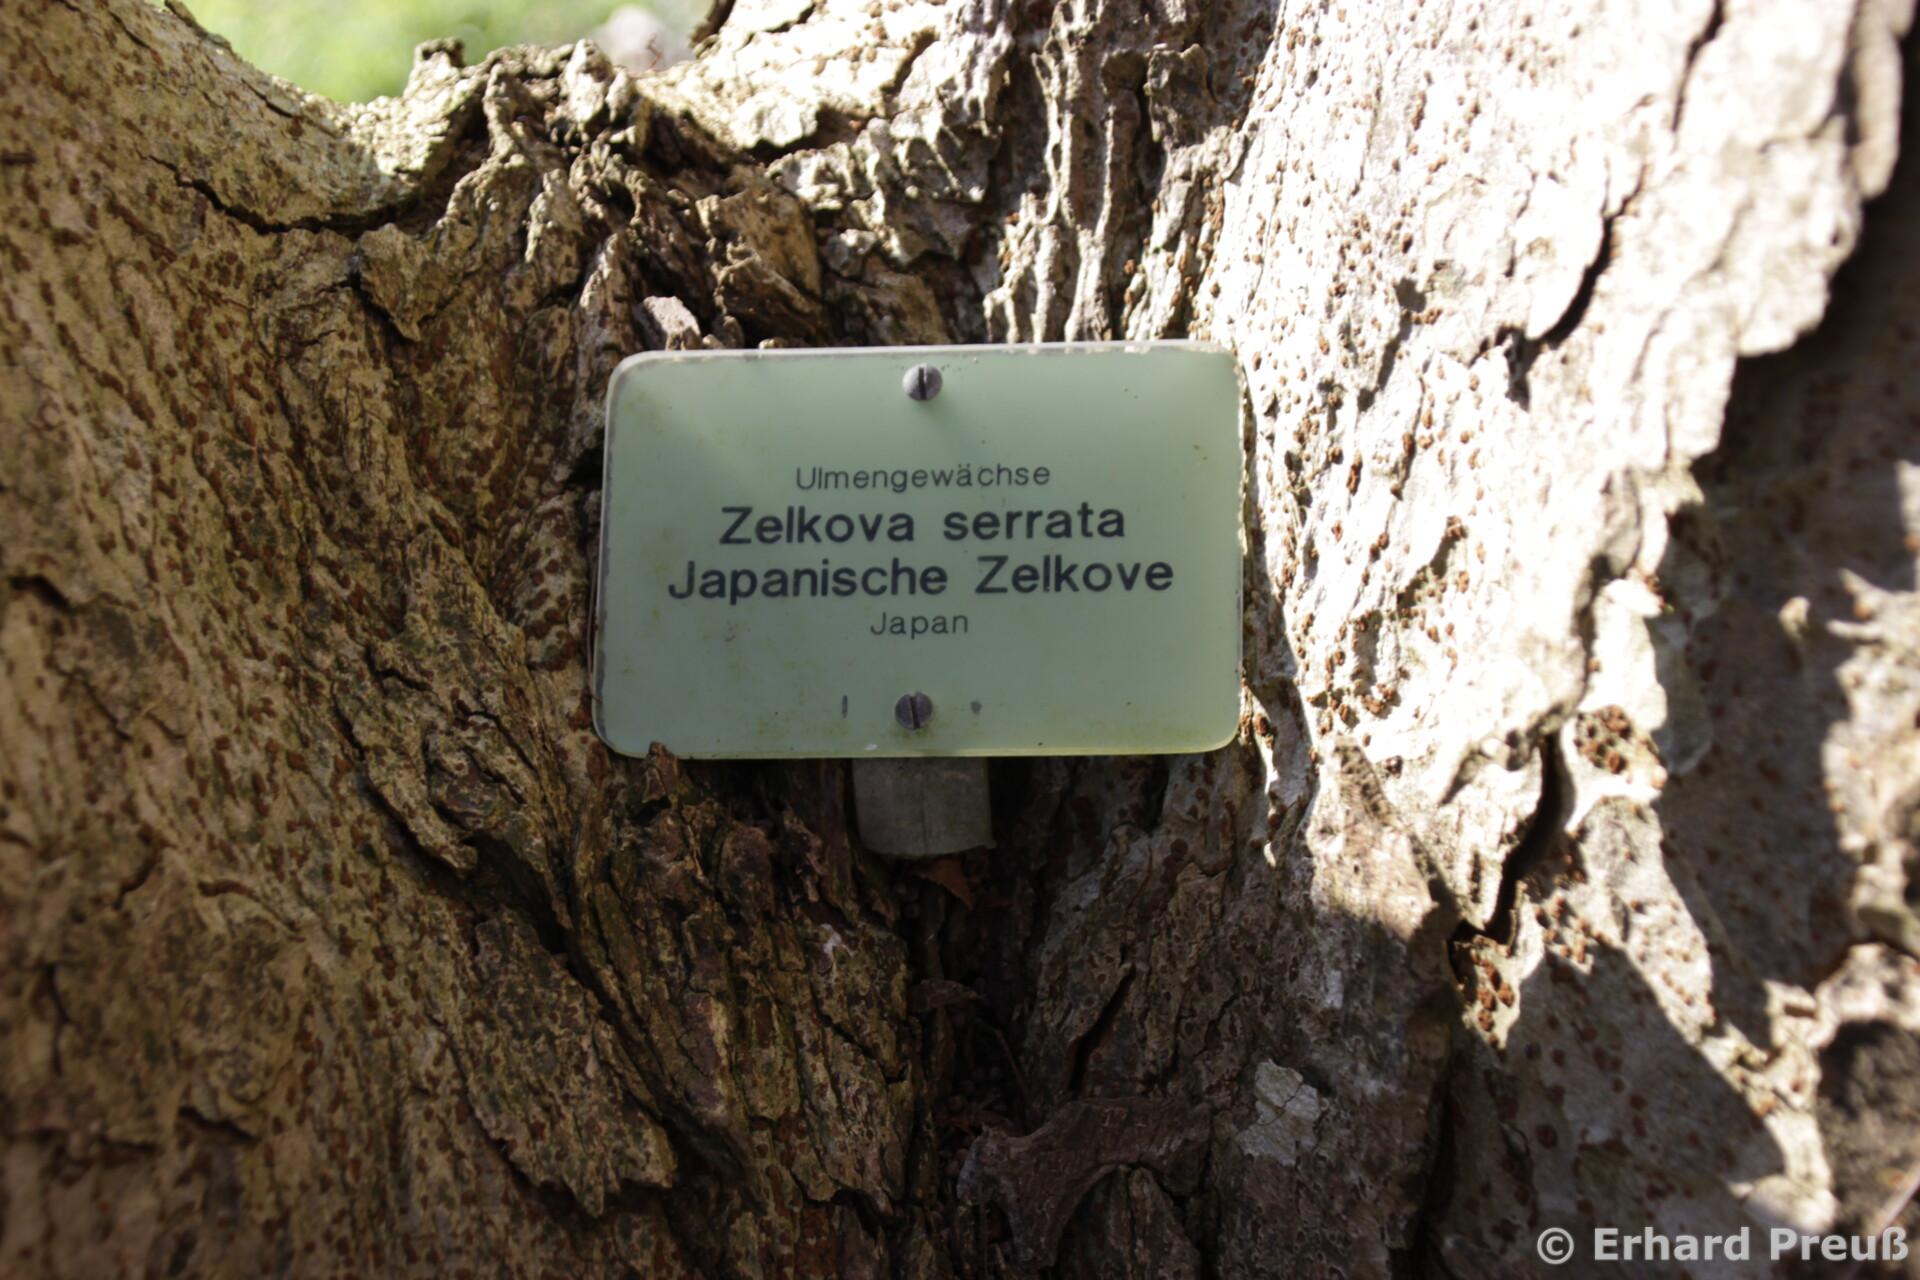 Ulmengewächse
Zelkova serrata
Japanische Zelkove
Japan
© Erhard Preuß